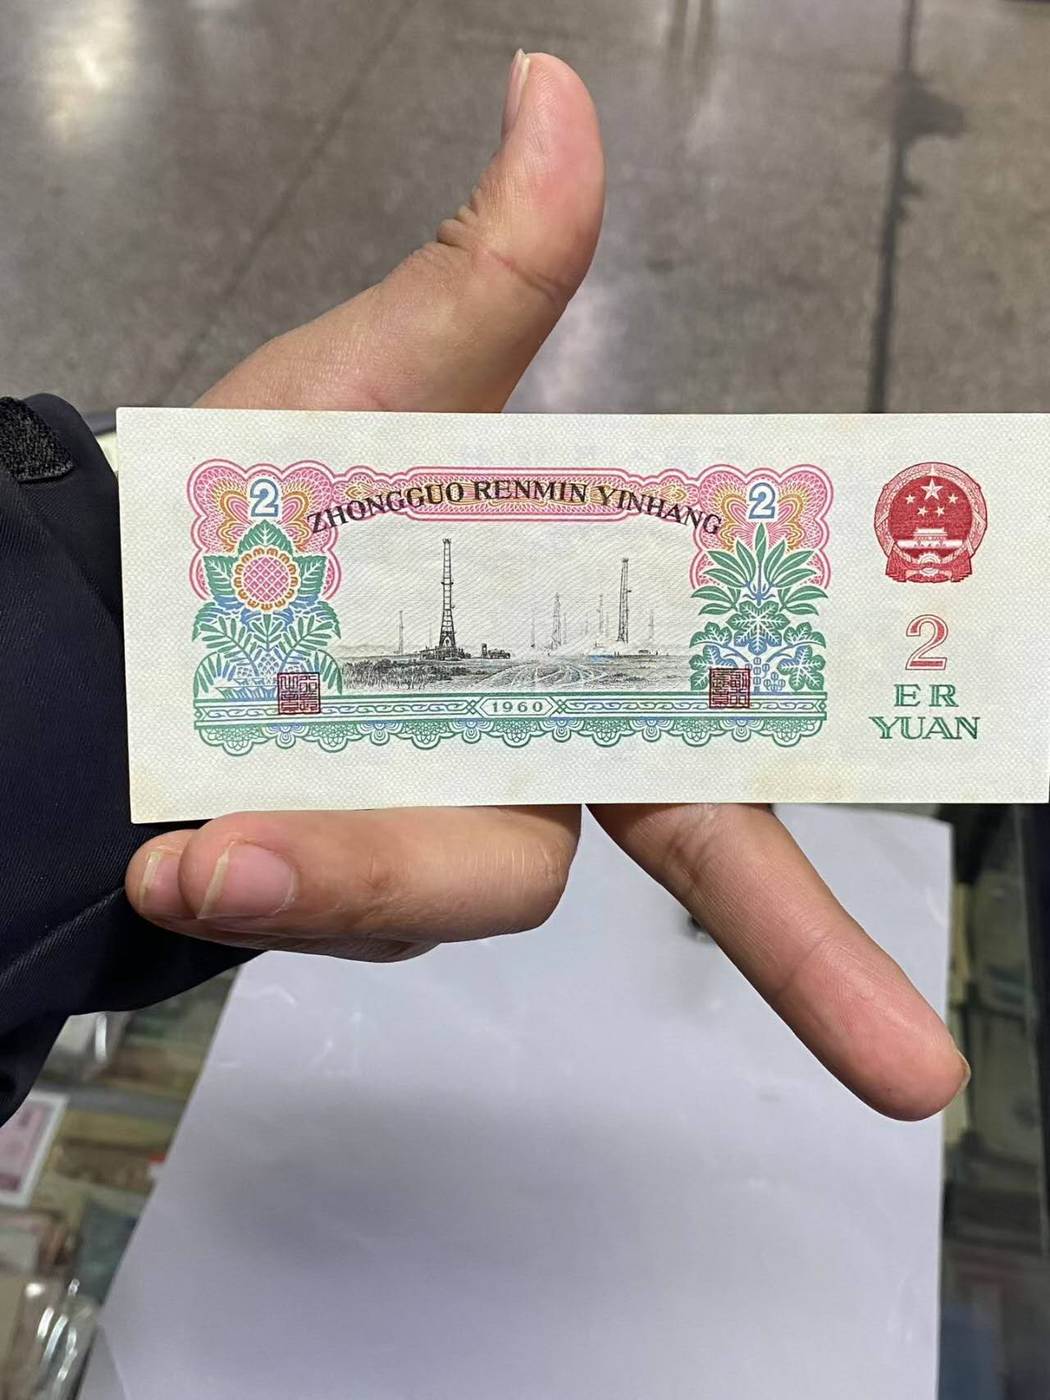 2 ZHONGGUO RENMIN YINHANG 2
2
ER
YUAN
1960